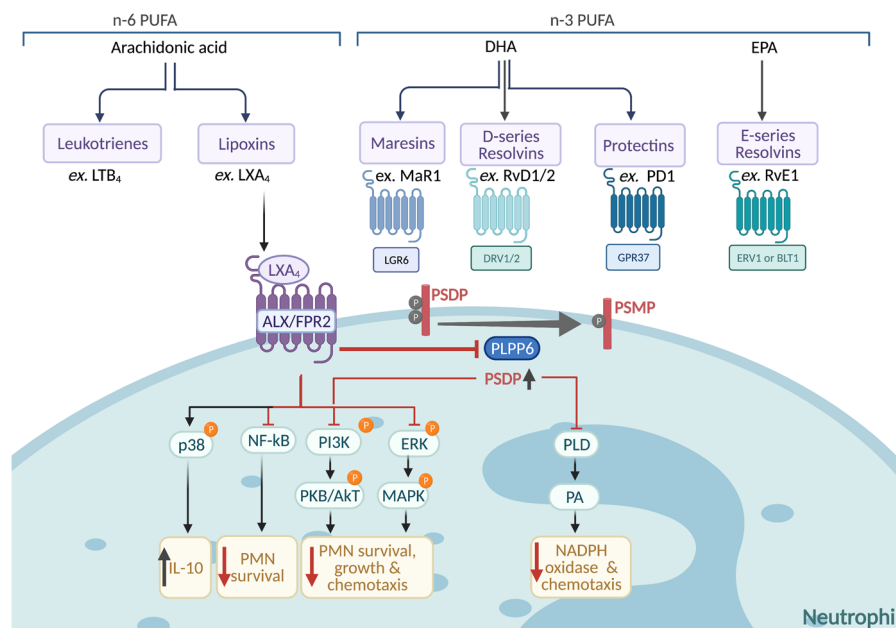 n-6 PUFA
n-3 PUFA
Arachidonic acid
DHA
EPA
Leukotrienes
Lipoxins
Maresins
D-series
Resolvins
Protectins
E-series
Resolvins
ex. LTB₄
ex. LXA₄
ex. MaR1
ex. RvD1/2
ex. PD1
ex. RvE1
LGR6
DRV1/2
GPR37
ERV1 or BLT1
LXA₄
ALX/FPR2
PSDP
P
P
PSMP
P
PLPP6
PSDP
p38
P
NF-kB
PI3K
P
ERK
P
PLD
PKB/AkT
P
MAPK
P
PA
IL-10
PMN
survival
PMN survival,
growth &
chemotaxis
NADPH
oxidase &
chemotaxis
Neutrophi